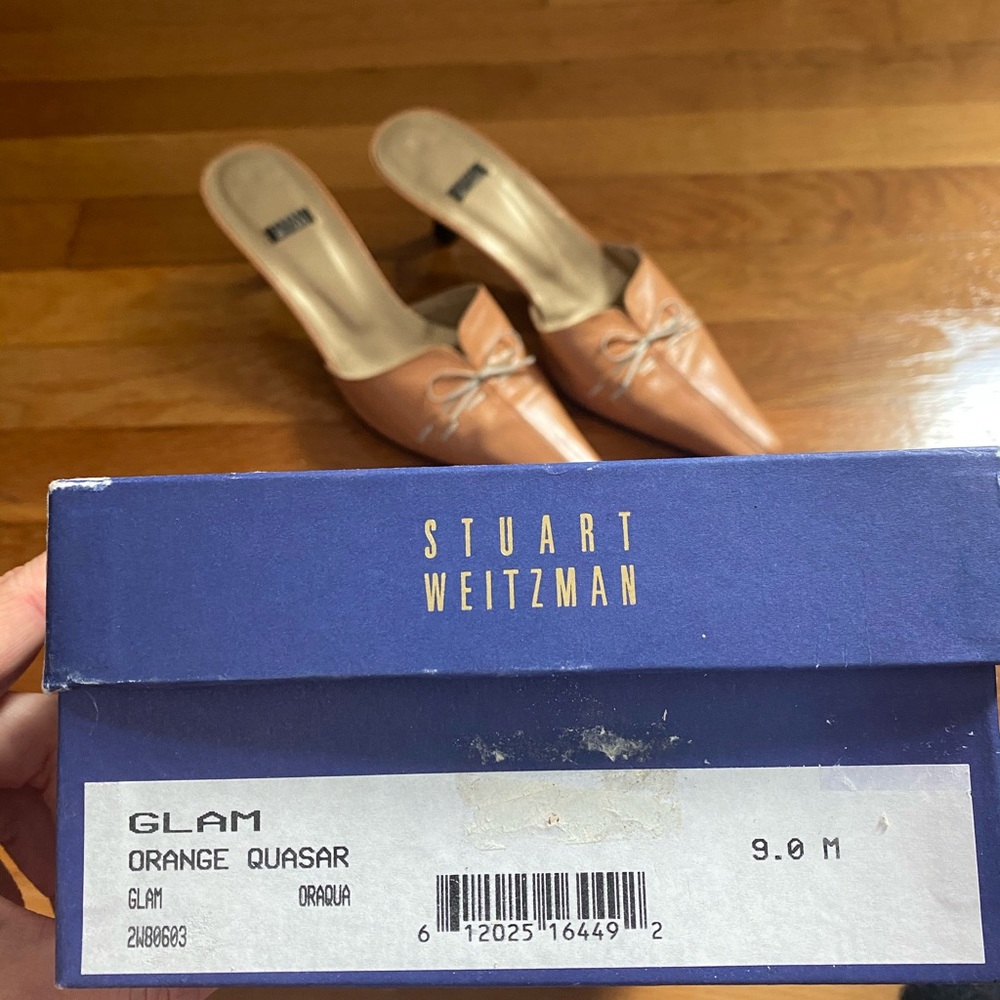 STUART
WEITZMAN
GLAM
ORANGE QUASAR
9.0 M
GLAM ORAQUA
2W80603
6 12025 16449 2